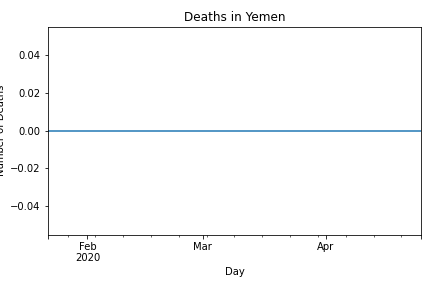 Deaths in Yemen
Number of Deaths
0.04
0.02
0.00
−0.02
−0.04
Feb
2020
Mar
Apr
Day